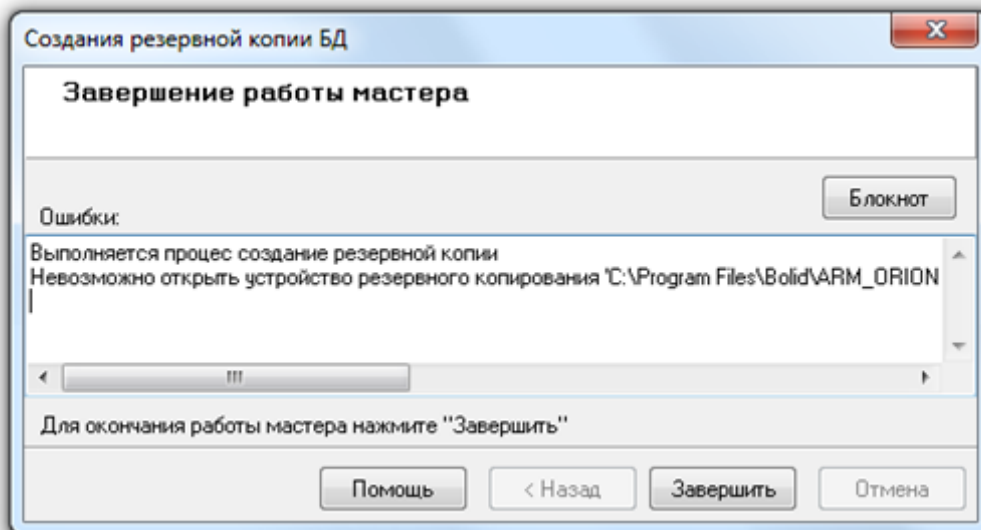 Создания резервной копии БД
Завершение работы мастера
Блокнот
Ошибки:
Выполняется процес создание резервной копии
Невозможно открыть устройство резервного копирования 'C:\Program Files\Bolid\ARM_ORION
Для окончания работы мастера нажмите "Завершить"
Помощь
< Назад
Завершить
Отмена